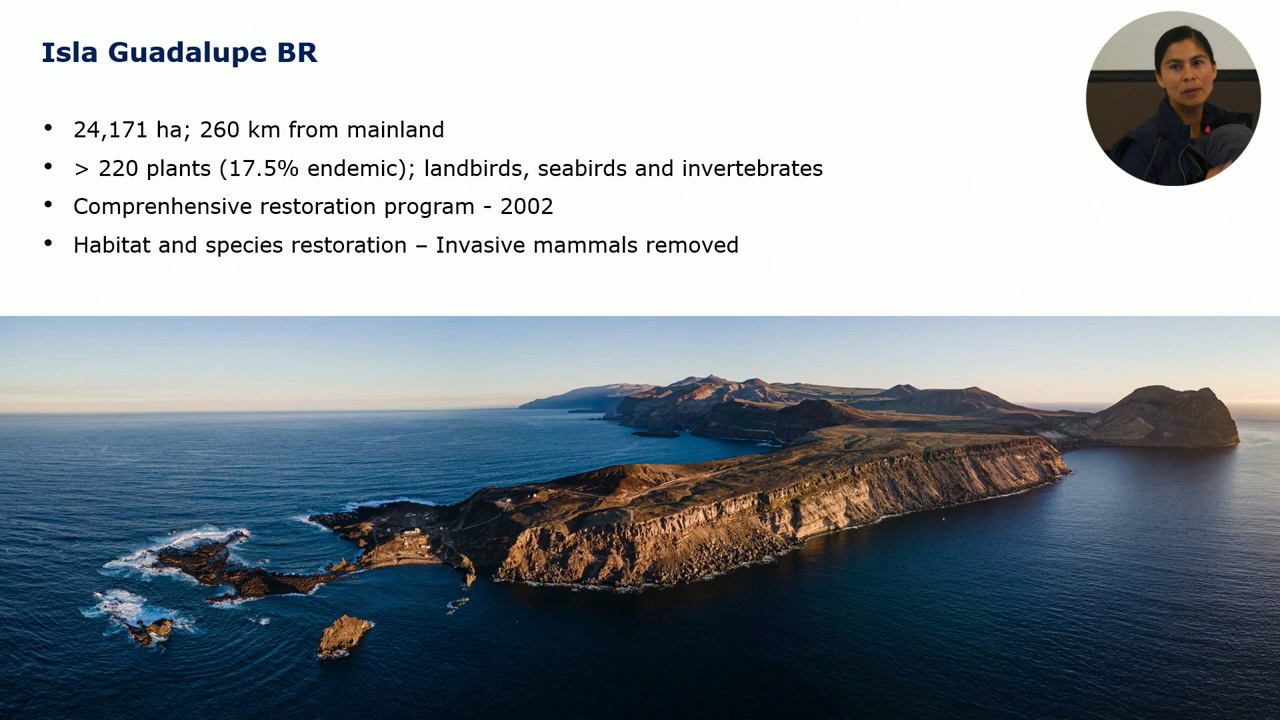 Isla Guadalupe BR
• 24,171 ha; 260 km from mainland
• > 220 plants (17.5% endemic); landbirds, seabirds and invertebrates
• Comprenhensive restoration program - 2002
• Habitat and species restoration – Invasive mammals removed